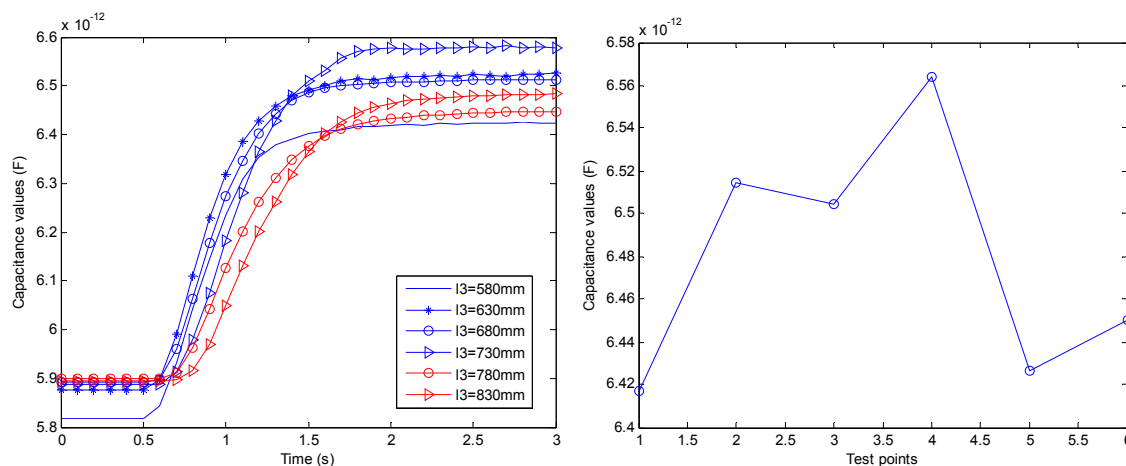 x 10^-12
6.6
6.5
6.4
6.3
6.2
6.1
6
5.9
5.8
Capacitance values (F)
0 0.5 1 1.5 2 2.5 3
Time (s)
l3=580mm
l3=630mm
l3=680mm
l3=730mm
l3=780mm
l3=830mm
x 10^-12
6.58
6.56
6.54
6.52
6.5
6.48
6.46
6.44
6.42
6.4
Capacitance values (F)
1 1.5 2 2.5 3 3.5 4 4.5 5 5.5 6
Test points